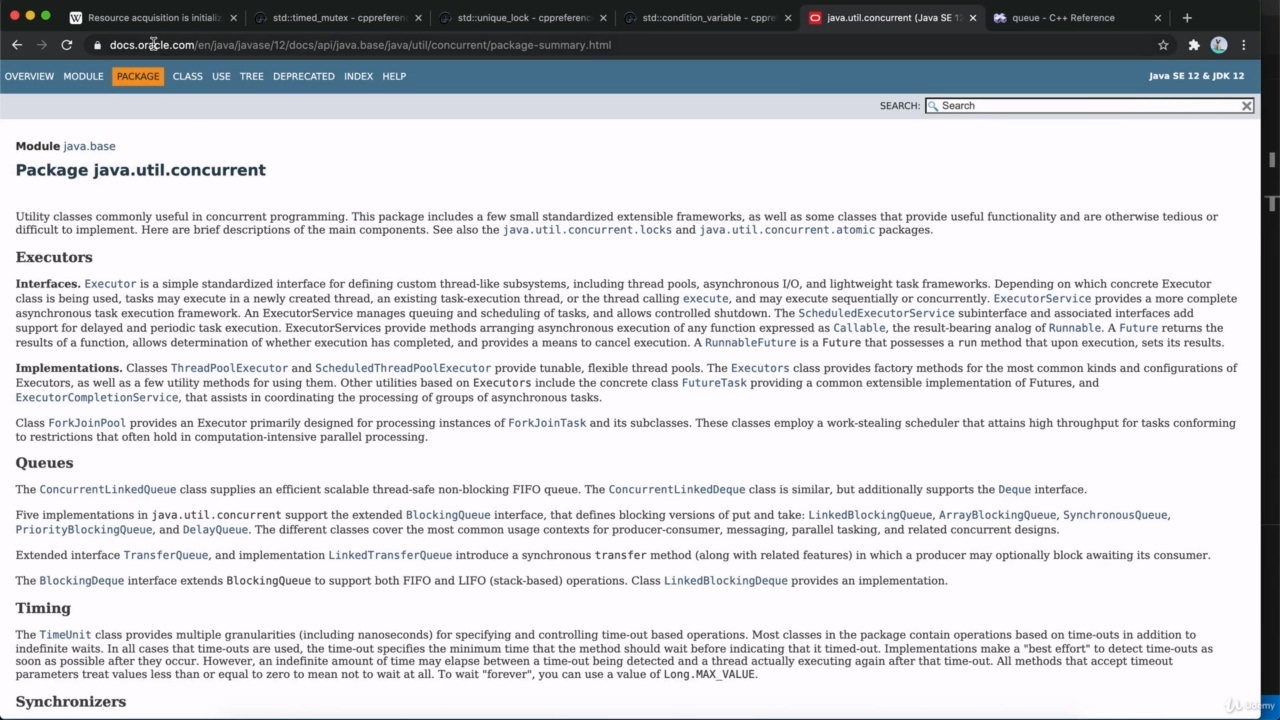 Resource acquisition is initializ
std::timed_mutex - cppreferenc
std::unique_lock - cppreferenc
std::condition_variable - cppre
java.util.concurrent (Java SE 12
queue - C++ Reference
docs.oracle.com/en/java/javase/12/docs/api/java.base/java/util/concurrent/package-summary.html
OVERVIEW MODULE PACKAGE CLASS USE TREE DEPRECATED INDEX HELP
Java SE 12 & JDK 12
SEARCH: Search
Module java.base
Package java.util.concurrent
Utility classes commonly useful in concurrent programming. This package includes a few small standardized extensible frameworks, as well as some classes that provide useful functionality and are otherwise tedious or
difficult to implement. Here are brief descriptions of the main components. See also the java.util.concurrent.locks and java.util.concurrent.atomic packages.
Executors
Interfaces. Executor is a simple standardized interface for defining custom thread-like subsystems, including thread pools, asynchronous I/O, and lightweight task frameworks. Depending on which concrete Executor
class is being used, tasks may execute in a newly created thread, an existing task-execution thread, or the thread calling execute, and may execute sequentially or concurrently. ExecutorService provides a more complete
asynchronous task execution framework. An ExecutorService manages queuing and scheduling of tasks, and allows controlled shutdown. The ScheduledExecutorService subinterface and associated interfaces add
support for delayed and periodic task execution. ExecutorServices provide methods arranging asynchronous execution of any function expressed as Callable, the result-bearing analog of Runnable. A Future returns the
results of a function, allows determination of whether execution has completed, and provides a means to cancel execution. A RunnableFuture is a Future that possesses a run method that upon execution, sets its results.
Implementations. Classes ThreadPoolExecutor and ScheduledThreadPoolExecutor provide tunable, flexible thread pools. The Executors class provides factory methods for the most common kinds and configurations of
Executors, as well as a few utility methods for using them. Other utilities based on Executors include the concrete class FutureTask providing a common extensible implementation of Futures, and
ExecutorCompletionService, that assists in coordinating the processing of groups of asynchronous tasks.
Class ForkJoinPool provides an Executor primarily designed for processing instances of ForkJoinTask and its subclasses. These classes employ a work-stealing scheduler that attains high throughput for tasks conforming
to restrictions that often hold in computation-intensive parallel processing.
Queues
The ConcurrentLinkedQueue class supplies an efficient scalable thread-safe non-blocking FIFO queue. The ConcurrentLinkedDeque class is similar, but additionally supports the Deque interface.
Five implementations in java.util.concurrent support the extended BlockingQueue interface, that defines blocking versions of put and take: LinkedBlockingQueue, ArrayBlockingQueue, SynchronousQueue,
PriorityBlockingQueue, and DelayQueue. The different classes cover the most common usage contexts for producer-consumer, messaging, parallel tasking, and related concurrent designs.
Extended interface TransferQueue, and implementation LinkedTransferQueue introduce a synchronous transfer method (along with related features) in which a producer may optionally block awaiting its consumer.
The BlockingDeque interface extends BlockingQueue to support both FIFO and LIFO (stack-based) operations. Class LinkedBlockingDeque provides an implementation.
Timing
The TimeUnit class provides multiple granularities (including nanoseconds) for specifying and controlling time-out based operations. Most classes in the package contain operations based on time-outs in addition to
indefinite waits. In all cases that time-outs are used, the time-out specifies the minimum time that the method should wait before indicating that it timed-out. Implementations make a "best effort" to detect time-outs as
soon as possible after they occur. However, an indefinite amount of time may elapse between a time-out being detected and a thread actually executing again after that time-out. All methods that accept timeout
parameters treat values less than or equal to zero to mean not to wait at all. To wait "forever", you can use a value of Long.MAX_VALUE.
Synchronizers
Udemy